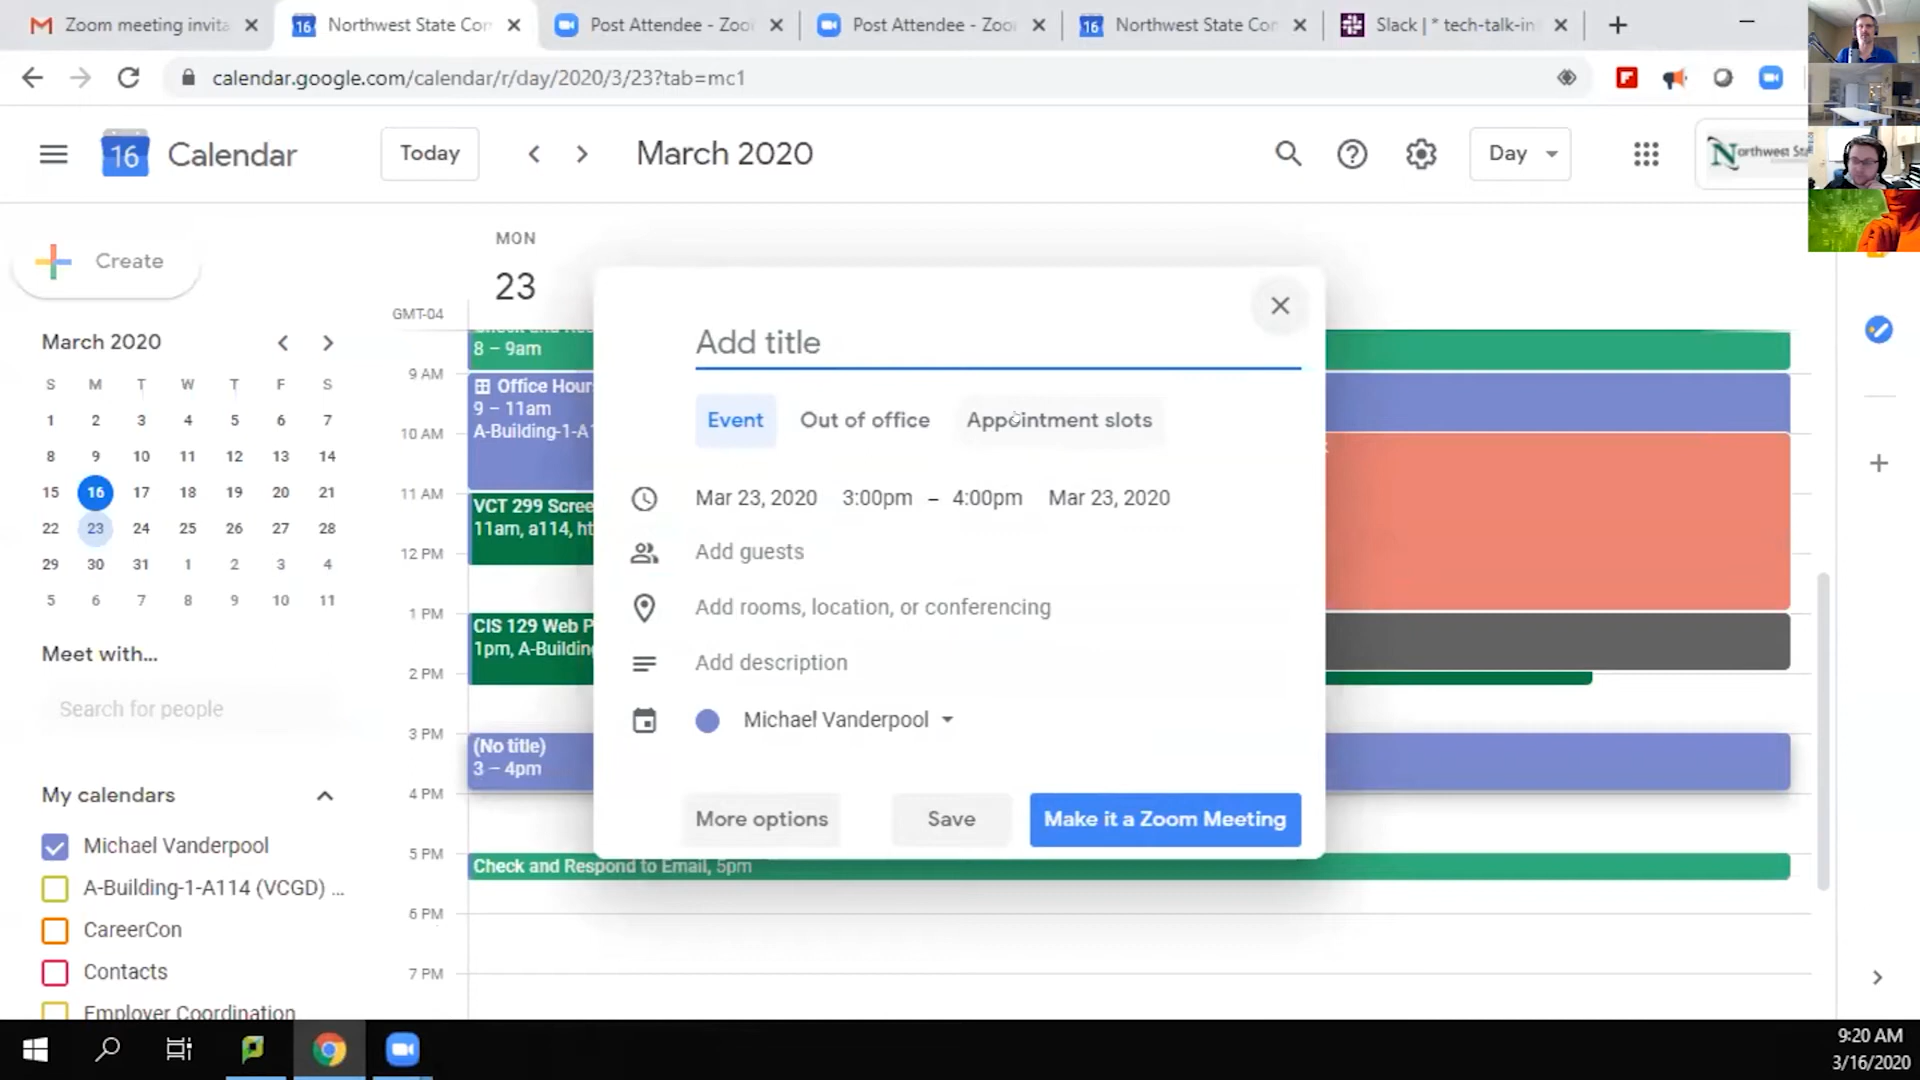 Zoom meeting invita
Northwest State Con
Post Attendee - Zoo
Post Attendee - Zoo
Northwest State Con
Slack | * tech-talk-in
calendar.google.com/calendar/r/day/2020/3/23?tab=mc1
16
Calendar
Today
March 2020
Day
Northwest Sta
Create
MON
23
GMT-04
March 2020
S M T W T F S
1 2 3 4 5 6 7
8 9 10 11 12 13 14
15 16 17 18 19 20 21
22 23 24 25 26 27 28
29 30 31 1 2 3 4
5 6 7 8 9 10 11
Meet with...
Search for people
My calendars
Michael Vanderpool
A-Building-1-A114 (VCGD) ...
CareerCon
Contacts
Employer Coordination
8 – 9am
9 AM
Office Hour
9 – 11am
A-Building-1-A1
10 AM
11 AM
VCT 299 Scree
11am, a114, ht
12 PM
1 PM
CIS 129 Web P
1pm, A-Building
2 PM
3 PM
(No title)
3 – 4pm
4 PM
5 PM
Check and Respond to Email, 5pm
6 PM
7 PM
Add title
Event
Out of office
Appointment slots
Mar 23, 2020 3:00pm – 4:00pm Mar 23, 2020
Add guests
Add rooms, location, or conferencing
Add description
Michael Vanderpool
More options
Save
Make it a Zoom Meeting
9:20 AM
3/16/2020